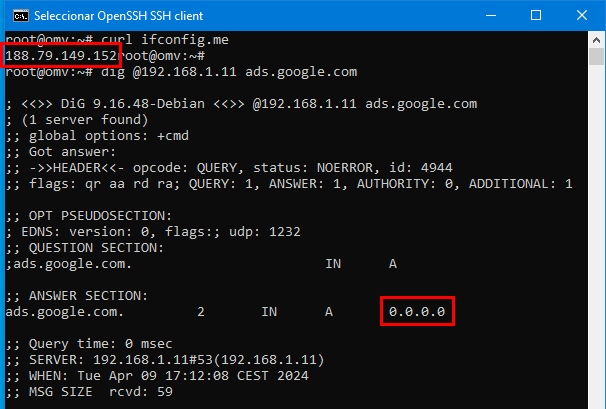 Seleccionar OpenSSH SSH client
root@omv:~# curl ifconfig.me
188.79.149.152root@omv:~#
root@omv:~# dig @192.168.1.11 ads.google.com

; <<>> DiG 9.16.48-Debian <<>> @192.168.1.11 ads.google.com
; (1 server found)
;; global options: +cmd
;; Got answer:
;; ->>HEADER<<- opcode: QUERY, status: NOERROR, id: 4944
;; flags: qr aa rd ra; QUERY: 1, ANSWER: 1, AUTHORITY: 0, ADDITIONAL: 1

;; OPT PSEUDOSECTION:
; EDNS: version: 0, flags:; udp: 1232
;; QUESTION SECTION:
;ads.google.com. IN A

;; ANSWER SECTION:
ads.google.com. 2 IN A 0.0.0.0

;; Query time: 0 msec
;; SERVER: 192.168.1.11#53(192.168.1.11)
;; WHEN: Tue Apr 09 17:12:08 CEST 2024
;; MSG SIZE rcvd: 59